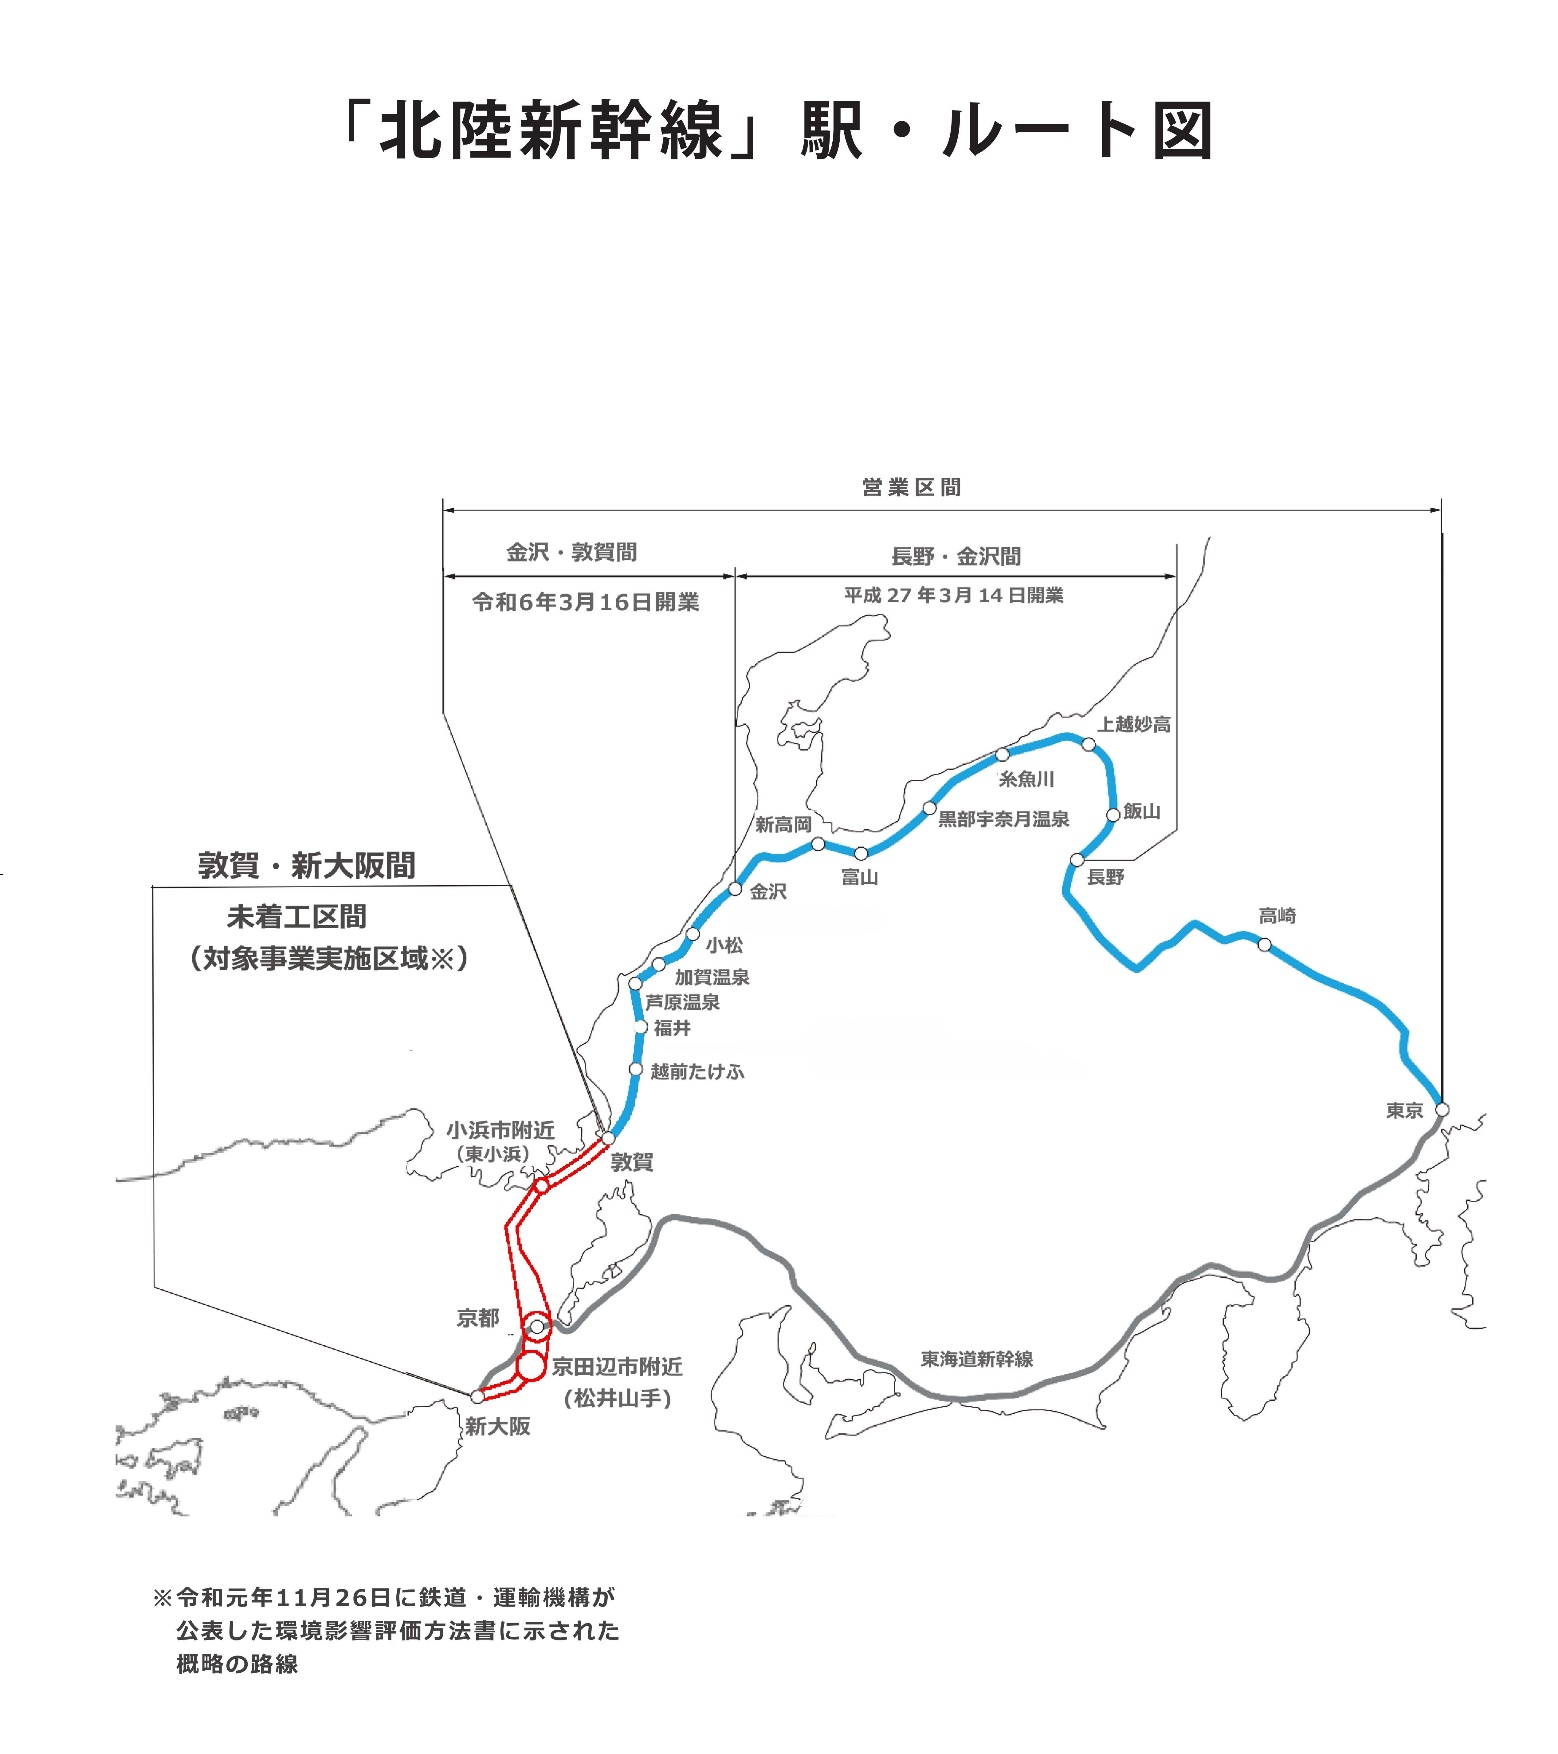 「北陸新幹線」駅・ルート図
営業区間
金沢・敦賀間
長野・金沢間
令和6年3月16日開業
平成27年3月14日開業
上越妙高
糸魚川
飯山
黒部宇奈月温泉
新高岡
富山
長野
金沢
高崎
敦賀・新大阪間
未着工区間
（対象事業実施区域※）
小松
加賀温泉
芦原温泉
福井
越前たけふ
東京
小浜市附近
（東小浜）
敦賀
京都
東海道新幹線
京田辺市附近
(松井山手)
新大阪
※令和元年11月26日に鉄道・運輸機構が
公表した環境影響評価方法書に示された
概略の路線